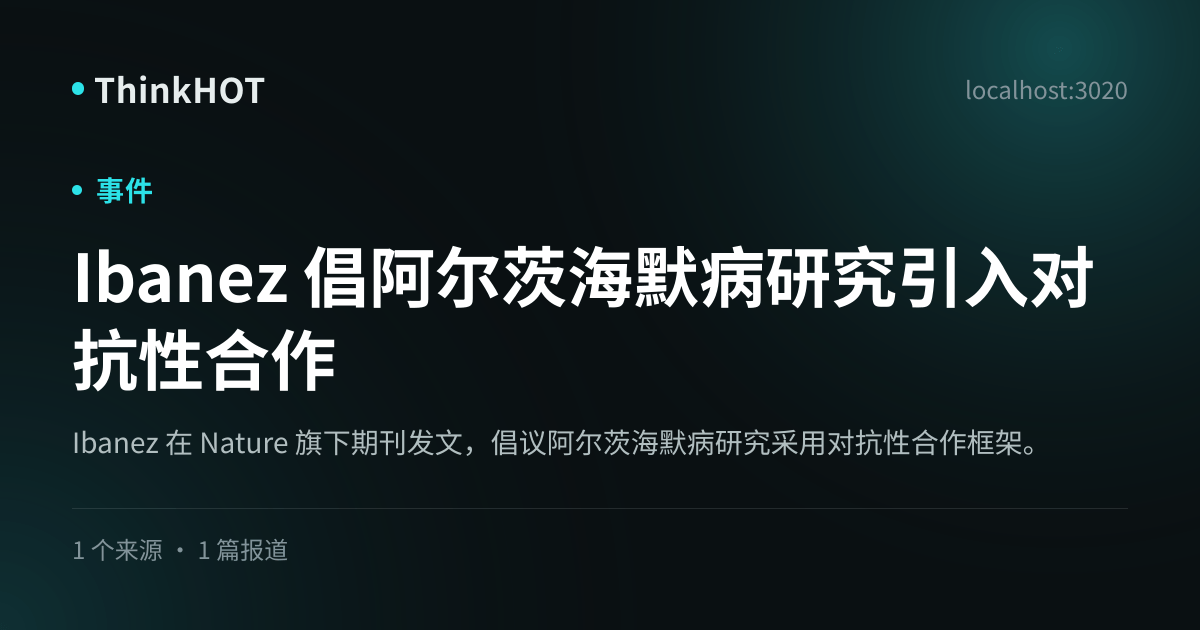 ThinkHOT
localhost:3020
事件
Ibanez 倡阿尔茨海默病研究引入对
抗性合作
Ibanez 在 Nature 旗下期刊发文，倡议阿尔茨海默病研究采用对抗性合作框架。
1 个来源 · 1 篇报道